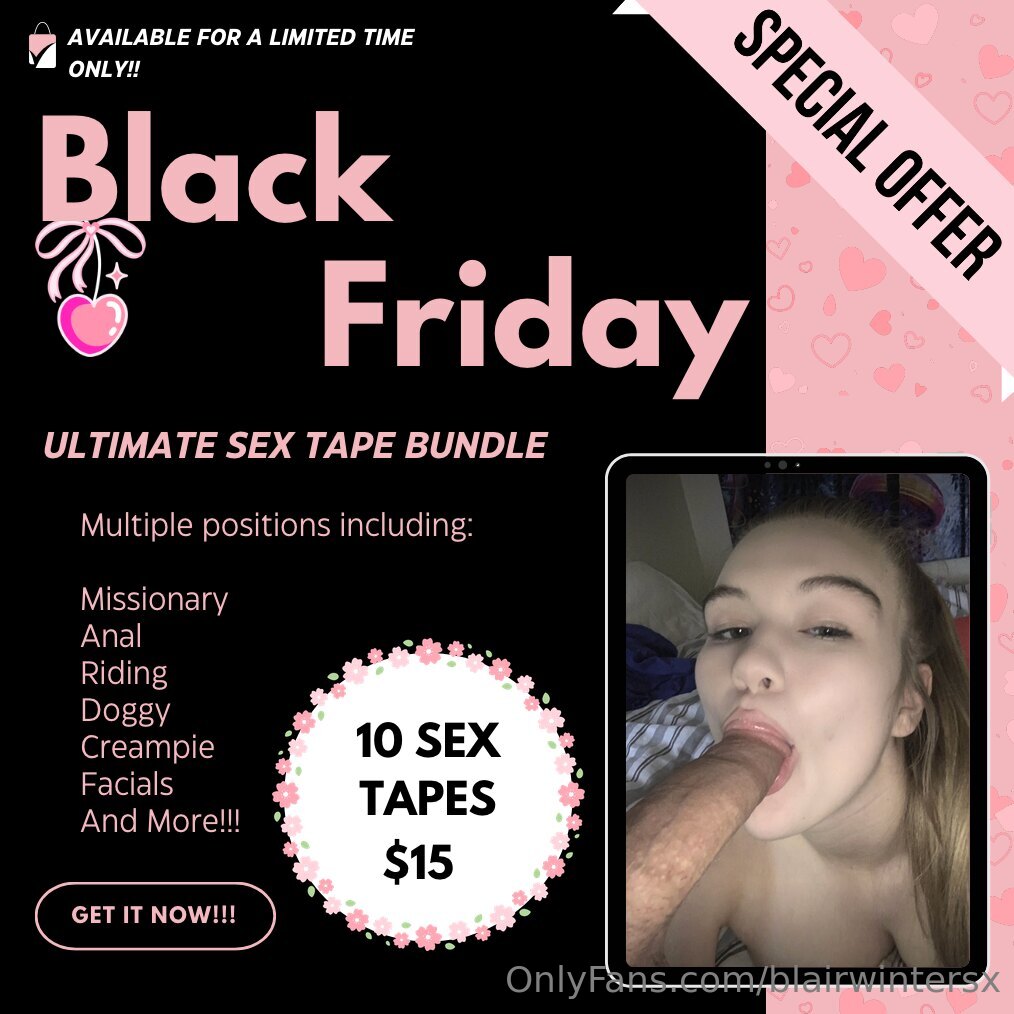 AVAILABLE FOR A LIMITED TIME
ONLY!!
SPECIAL OFFER
Black
Friday
ULTIMATE SEX TAPE BUNDLE
Multiple positions including:
Missionary
Anal
Riding
Doggy
Creampie
Facials
And More!!!
10 SEX
TAPES
$15
GET IT NOW!!!
OnlyFans.com/blairwintersx